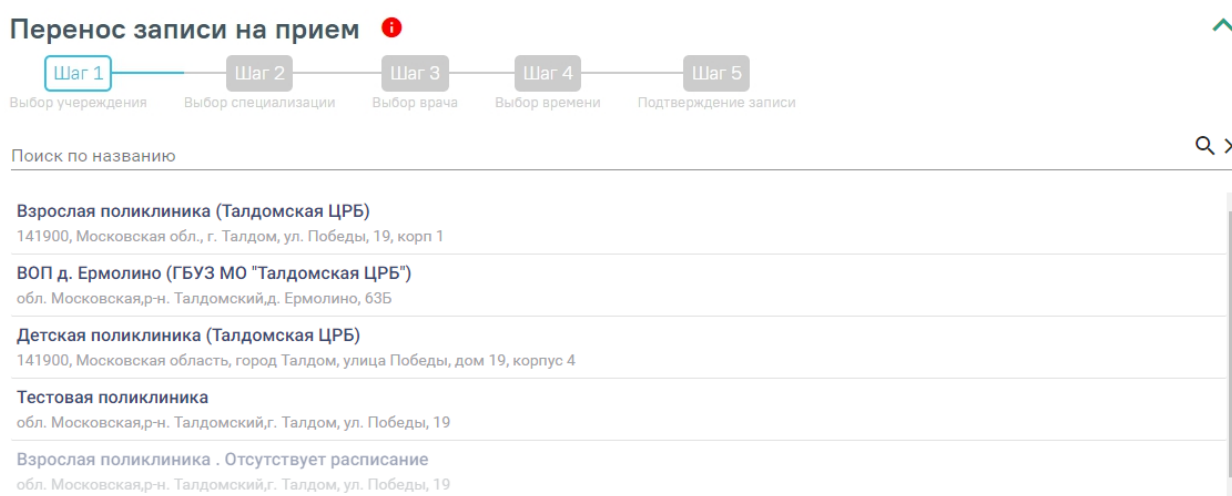 Перенос записи на прием
Шаг 1 Шаг 2 Шаг 3 Шаг 4 Шаг 5
Выбор учереждения Выбор специализации Выбор врача Выбор времени Подтверждение записи
Поиск по названию
Взрослая поликлиника (Талдомская ЦРБ)
141900, Московская обл., г. Талдом, ул. Победы, 19, корп 1
ВОП д. Ермолино (ГБУЗ МО "Талдомская ЦРБ")
обл. Московская,р-н. Талдомский,д. Ермолино, 63Б
Детская поликлиника (Талдомская ЦРБ)
141900, Московская область, город Талдом, улица Победы, дом 19, корпус 4
Тестовая поликлиника
обл. Московская,р-н. Талдомский,г. Талдом, ул. Победы, 19
Взрослая поликлиника . Отсутствует расписание
обл. Московская,р-н. Талдомский,г. Талдом, ул. Победы, 19